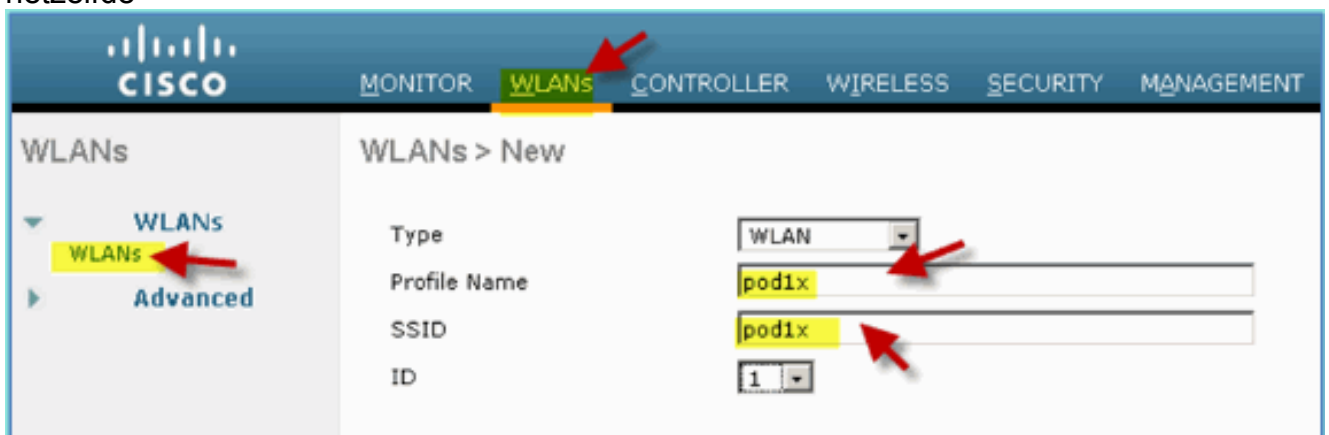 CISCO
MONITOR WLANs CONTROLLER WIRELESS SECURITY MANAGEMENT
WLANs
WLANs > New
WLANs
WLANs
Advanced
Type WLAN
Profile Name pod1x
SSID pod1x
ID 1